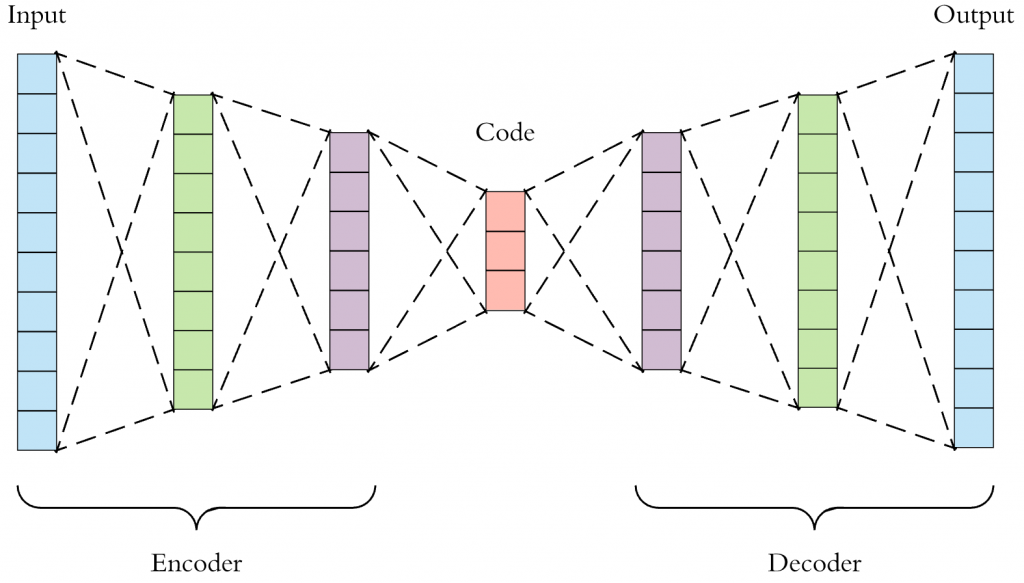 Input
Output
Code
Encoder
Decoder